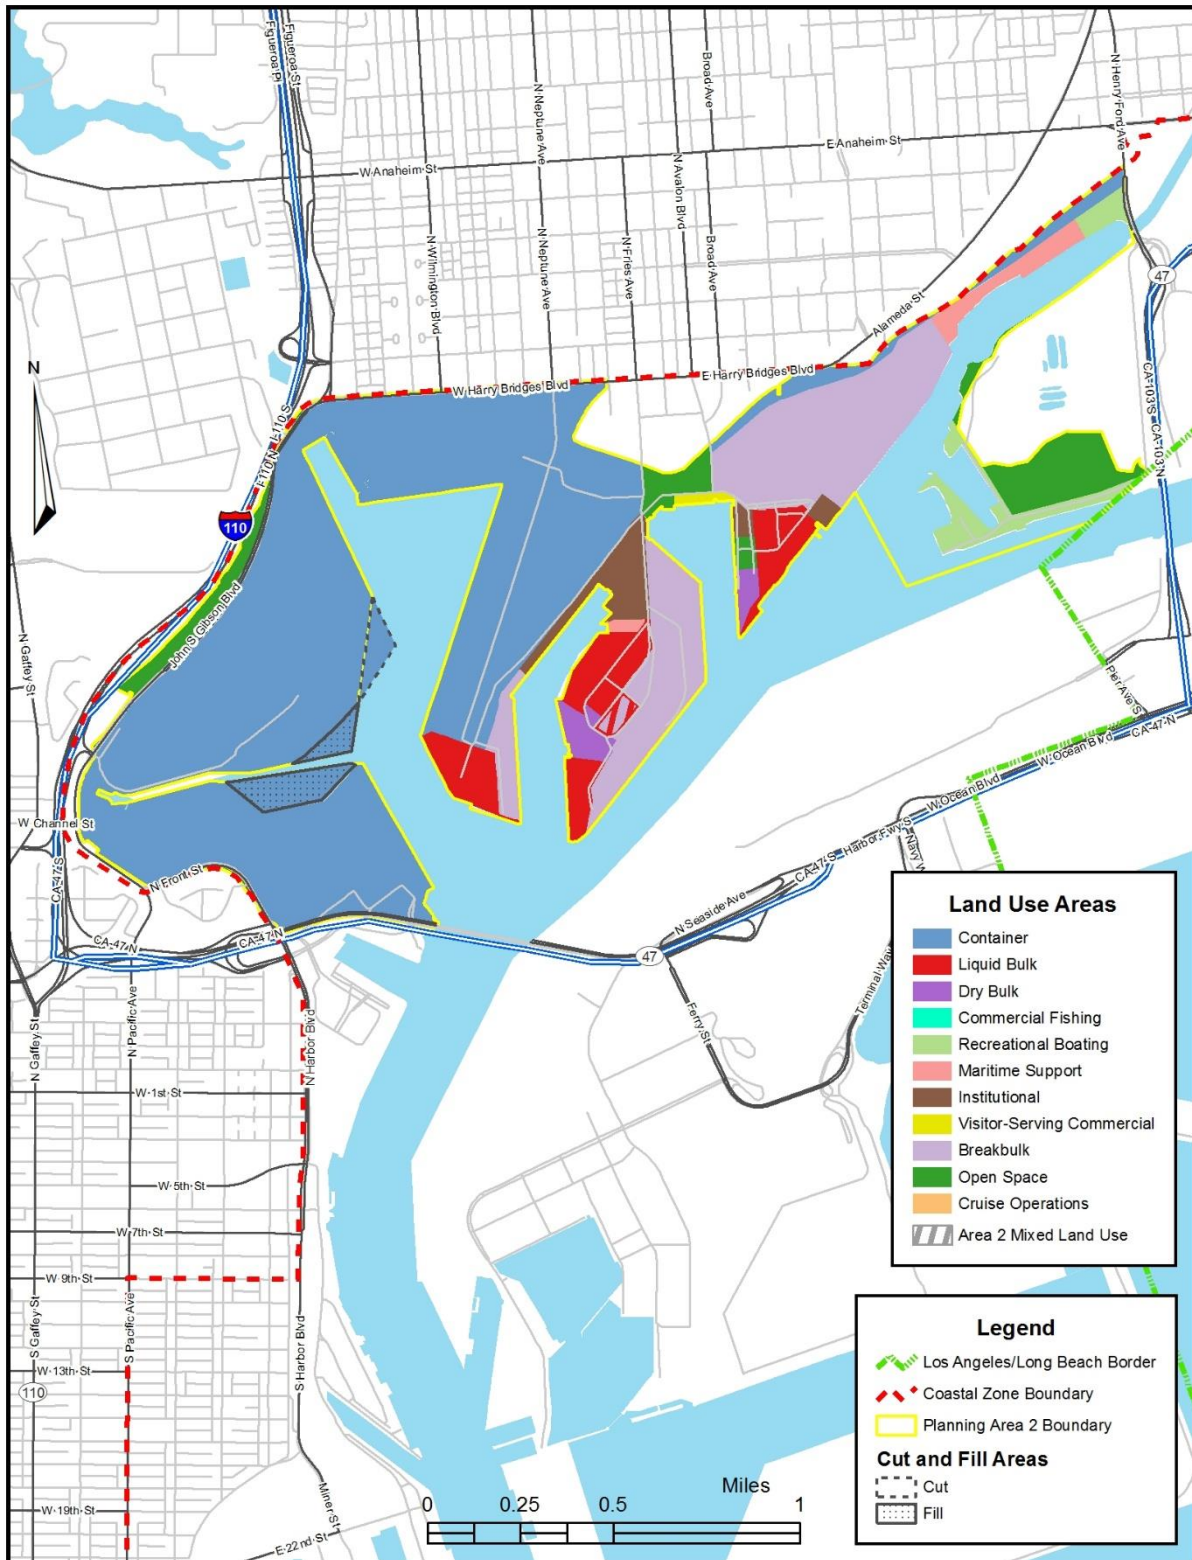 Figueroa Pl
Figueroa St
N Neptune Ave
Broad Ave
N Henry Ford Ave
E Anaheim St
W Anaheim St
N Wilmington Blvd
N Neptune Ave
N Fries Ave
N Avalon Blvd
Broad Ave
47
Alameda St
E Harry Bridges Blvd
W Harry Bridges Blvd
N
I-110 S
I-110 N
110
CA-103 S
CA-103 N
John S Gibson Blvd
N Gaffey St
Pier Ave S
CA-47 N
W Ocean Blvd
W Ocean Blvd
Harbor Fwy S
CA-47 S
W Channel St
CA-47 S
N Front St
N Seaside Ave
CA-47 N
CA-47 N
47
Terminal Way
Ferry St
N Gaffey St
N Pacific Ave
N Harbor Blvd
W 1st St
W 5th St
W 7th St
W 9th St
S Gaffey St
S Pacific Ave
S Harbor Blvd
W 13th St
110
W 19th St
Miner St
E 22nd St
Land Use Areas
Container
Liquid Bulk
Dry Bulk
Commercial Fishing
Recreational Boating
Maritime Support
Institutional
Visitor-Serving Commercial
Breakbulk
Open Space
Cruise Operations
Area 2 Mixed Land Use
Legend
Los Angeles/Long Beach Border
Coastal Zone Boundary
Planning Area 2 Boundary
Cut and Fill Areas
Cut
Fill
Miles
0 0.25 0.5 1